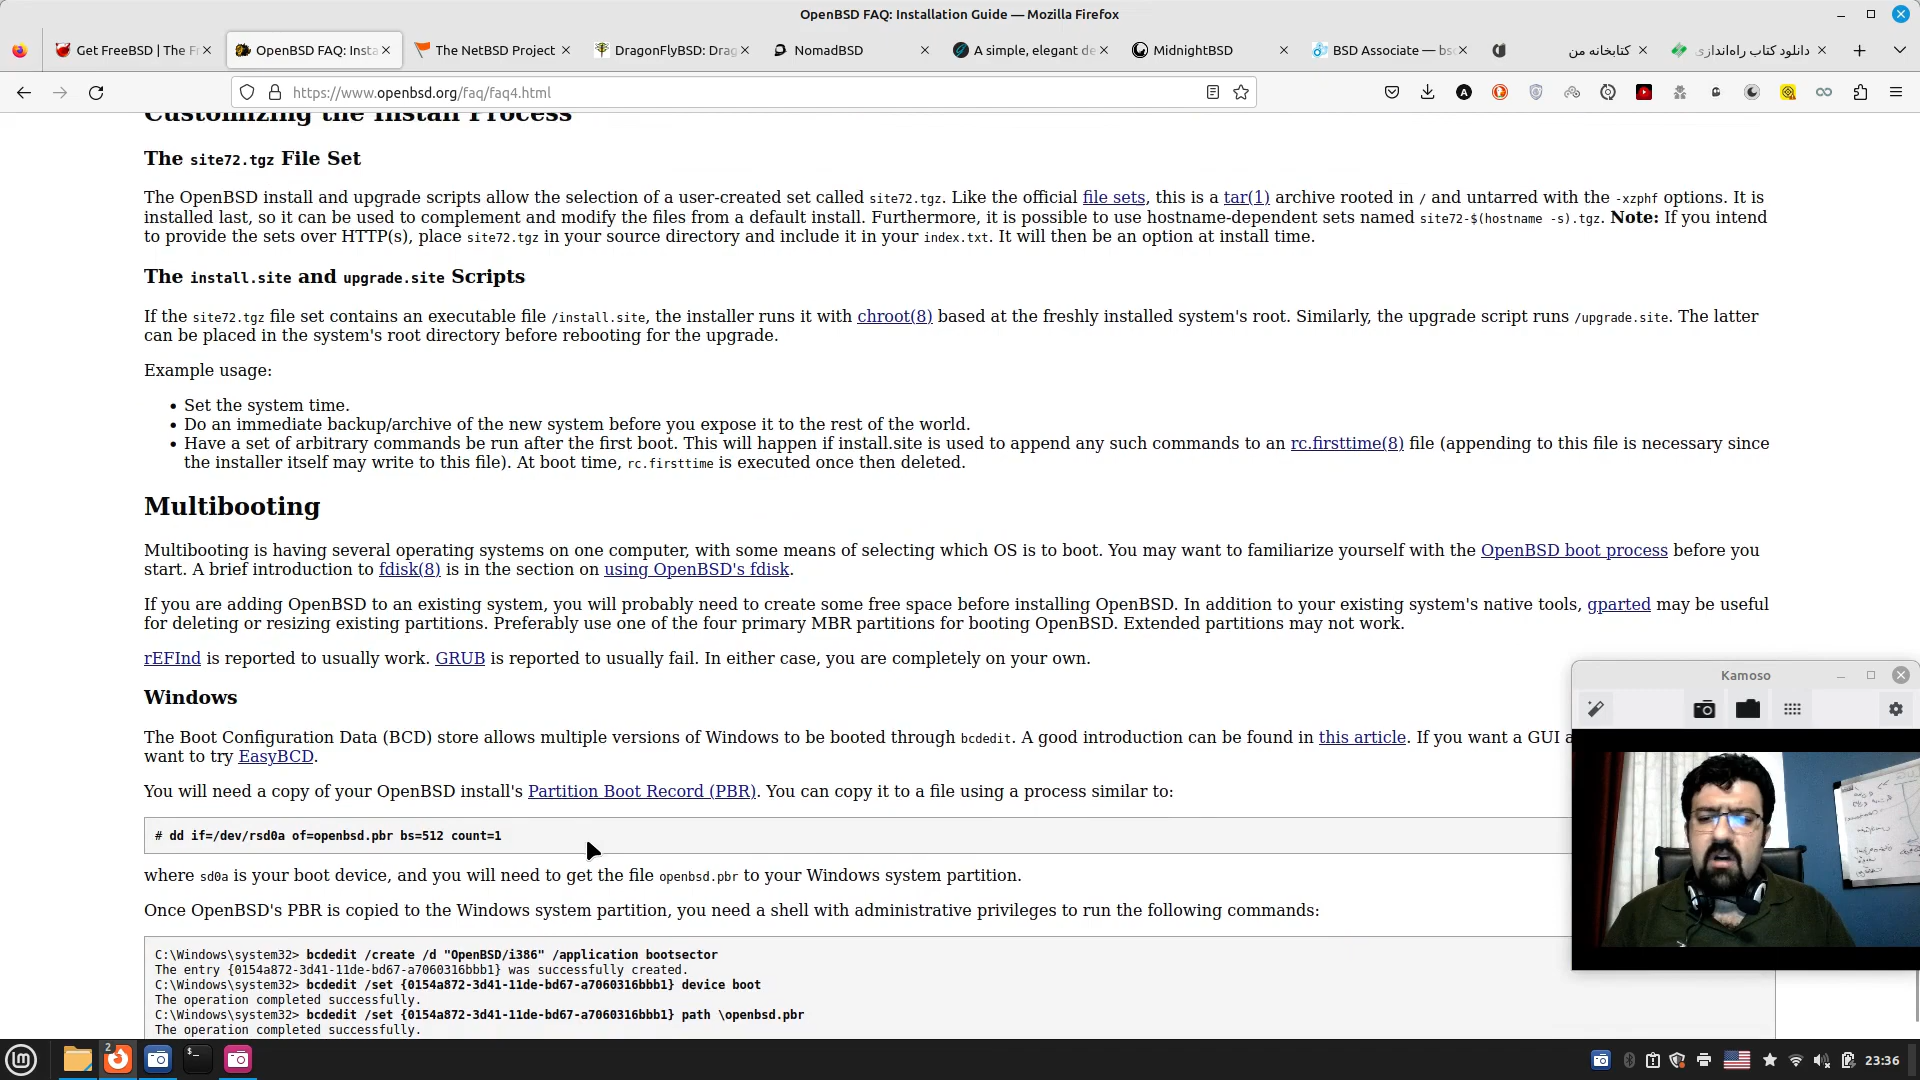 OpenBSD FAQ: Installation Guide — Mozilla Firefox
Get FreeBSD | The F
OpenBSD FAQ: Insta
The NetBSD Project
DragonFlyBSD: Drag
NomadBSD
A simple, elegant de
MidnightBSD
BSD Associate — bs
کتابخانه من
دانلود کتاب راه‌اندازی
https://www.openbsd.org/faq/faq4.html
Customizing the Install Process
The site72.tgz File Set
The OpenBSD install and upgrade scripts allow the selection of a user-created set called site72.tgz. Like the official file sets, this is a tar(1) archive rooted in / and untarred with the -xzphf options. It is
installed last, so it can be used to complement and modify the files from a default install. Furthermore, it is possible to use hostname-dependent sets named site72-$(hostname -s).tgz. Note: If you intend
to provide the sets over HTTP(s), place site72.tgz in your source directory and include it in your index.txt. It will then be an option at install time.
The install.site and upgrade.site Scripts
If the site72.tgz file set contains an executable file /install.site, the installer runs it with chroot(8) based at the freshly installed system's root. Similarly, the upgrade script runs /upgrade.site. The latter
can be placed in the system's root directory before rebooting for the upgrade.
Example usage:
• Set the system time.
• Do an immediate backup/archive of the new system before you expose it to the rest of the world.
• Have a set of arbitrary commands be run after the first boot. This will happen if install.site is used to append any such commands to an rc.firsttime(8) file (appending to this file is necessary since
the installer itself may write to this file). At boot time, rc.firsttime is executed once then deleted.
Multibooting
Multibooting is having several operating systems on one computer, with some means of selecting which OS is to boot. You may want to familiarize yourself with the OpenBSD boot process before you
start. A brief introduction to fdisk(8) is in the section on using OpenBSD's fdisk.
If you are adding OpenBSD to an existing system, you will probably need to create some free space before installing OpenBSD. In addition to your existing system's native tools, gparted may be useful
for deleting or resizing existing partitions. Preferably use one of the four primary MBR partitions for booting OpenBSD. Extended partitions may not work.
rEFInd is reported to usually work. GRUB is reported to usually fail. In either case, you are completely on your own.
Kamoso
Windows
The Boot Configuration Data (BCD) store allows multiple versions of Windows to be booted through bcdedit. A good introduction can be found in this article. If you want a GUI
want to try EasyBCD.
You will need a copy of your OpenBSD install's Partition Boot Record (PBR). You can copy it to a file using a process similar to:
# dd if=/dev/rsd0a of=openbsd.pbr bs=512 count=1
where sd0a is your boot device, and you will need to get the file openbsd.pbr to your Windows system partition.
Once OpenBSD's PBR is copied to the Windows system partition, you need a shell with administrative privileges to run the following commands:
C:\Windows\system32> bcdedit /create /d "OpenBSD/i386" /application bootsector
The entry {0154a872-3d41-11de-bd67-a7060316bbb1} was successfully created.
C:\Windows\system32> bcdedit /set {0154a872-3d41-11de-bd67-a7060316bbb1} device boot
The operation completed successfully.
C:\Windows\system32> bcdedit /set {0154a872-3d41-11de-bd67-a7060316bbb1} path \openbsd.pbr
The operation completed successfully.
2
23:36